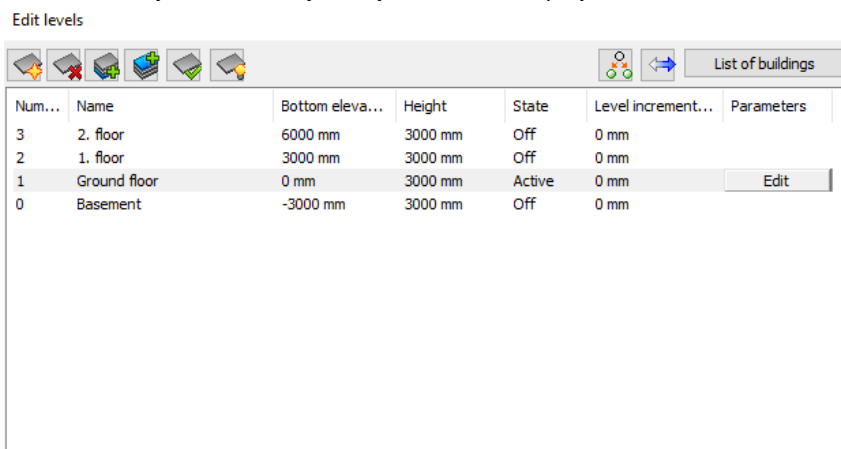 Edit levels
List of buildings
Num... Name Bottom eleva... Height State Level increment... Parameters
3 2. floor 6000 mm 3000 mm Off 0 mm
2 1. floor 3000 mm 3000 mm Off 0 mm
1 Ground floor 0 mm 3000 mm Active 0 mm Edit
0 Basement -3000 mm 3000 mm Off 0 mm